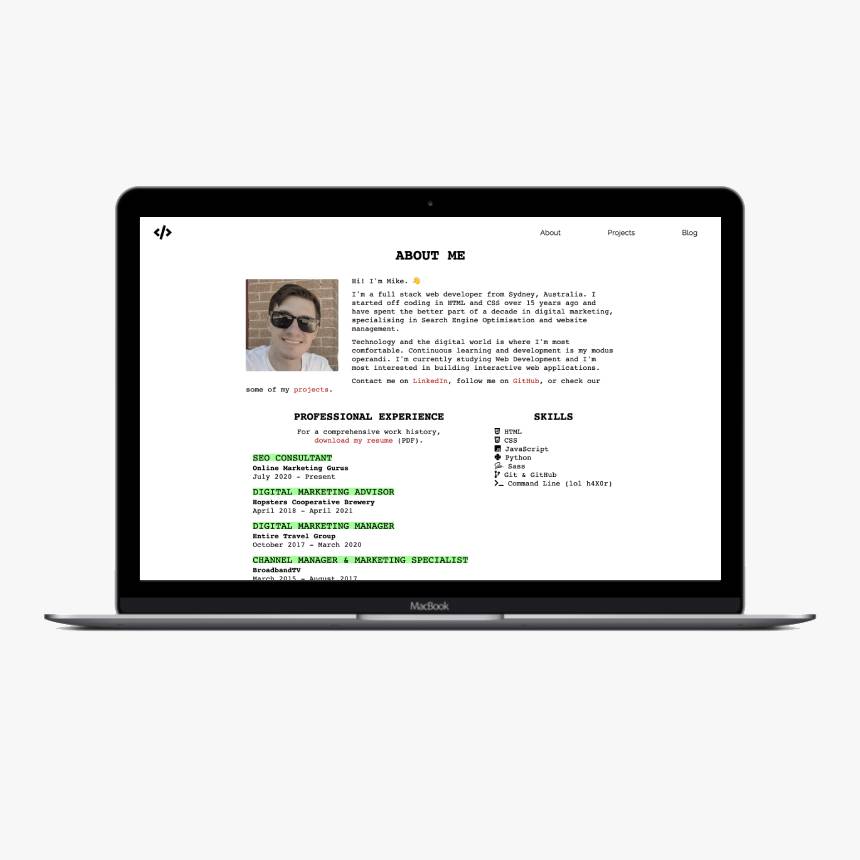 </>
About Projects Blog
ABOUT ME
Hi! I'm Mike. 👋
I'm a full stack web developer from Sydney, Australia. I
started off coding in HTML and CSS over 15 years ago and
have spent the better part of a decade in digital marketing,
specialising in Search Engine Optimisation and website
management.
Technology and the digital world is where I'm most
comfortable. Continuous learning and development is my modus
operandi. I'm currently studying Web Development and I'm
most interested in building interactive web applications.
Contact me on LinkedIn, follow me on GitHub, or check our
some of my projects.
PROFESSIONAL EXPERIENCE
For a comprehensive work history,
download my resume (PDF).
SEO CONSULTANT
Online Marketing Gurus
July 2020 - Present
DIGITAL MARKETING ADVISOR
Hopsters Cooperative Brewery
April 2018 - April 2021
DIGITAL MARKETING MANAGER
Entire Travel Group
October 2017 - March 2020
CHANNEL MANAGER & MARKETING SPECIALIST
BroadbandTV
March 2015 - August 2017
SKILLS
HTML
CSS
JavaScript
Python
Sass
Git & GitHub
Command Line (lol h4X0r)
MacBook